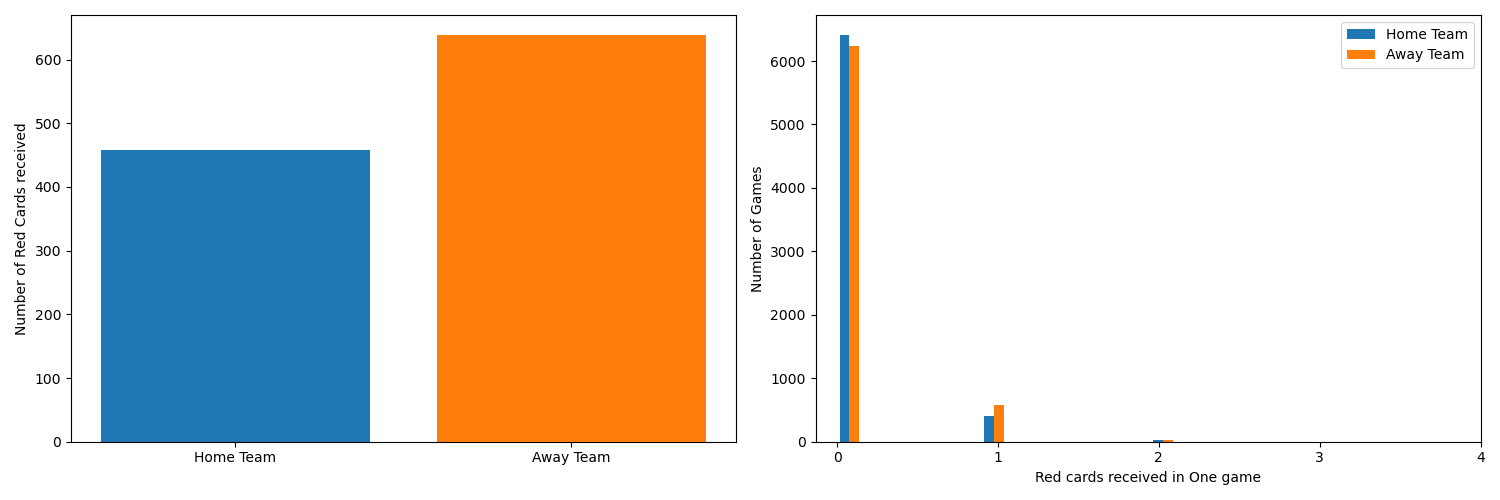 Number of Red Cards received
600
500
400
300
200
100
0
Home Team
Away Team
Number of Games
6000
5000
4000
3000
2000
1000
0
0
1
2
3
4
Red cards received in One game
Home Team
Away Team